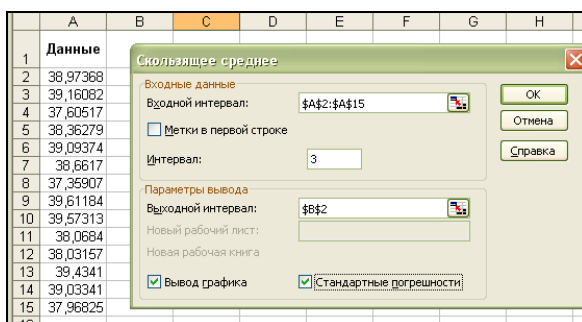 A B C D E F G H
1 Данные
2 38,97368
3 39,16082
4 37,60517
5 38,36279
6 39,09374
7 38,6617
8 37,35907
9 39,61184
10 39,57313
11 38,0684
12 38,03157
13 39,4341
14 39,03341
15 37,96825
Скользящее среднее
Входные данные
Входной интервал: $A$2:$A$15
Метки в первой строке
Интервал: 3
Параметры вывода
Выходной интервал: $B$2
Новый рабочий лист:
Новая рабочая книга
Вывод графика Стандартные погрешности
ОК
Отмена
Справка